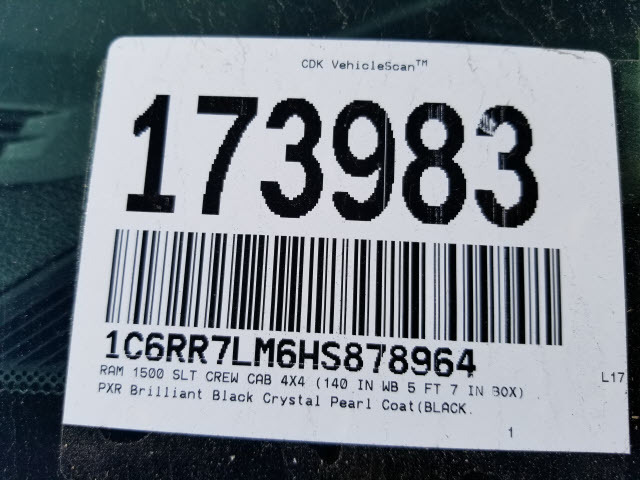 CDK VehicleScan™
173983
1C6RR7LM6HS878964
RAM 1500 SLT CREW CAB 4X4 (140 IN WB 5 FT 7 IN BOX)
L17
PXR Brilliant Black Crystal Pearl Coat(BLACK.
1